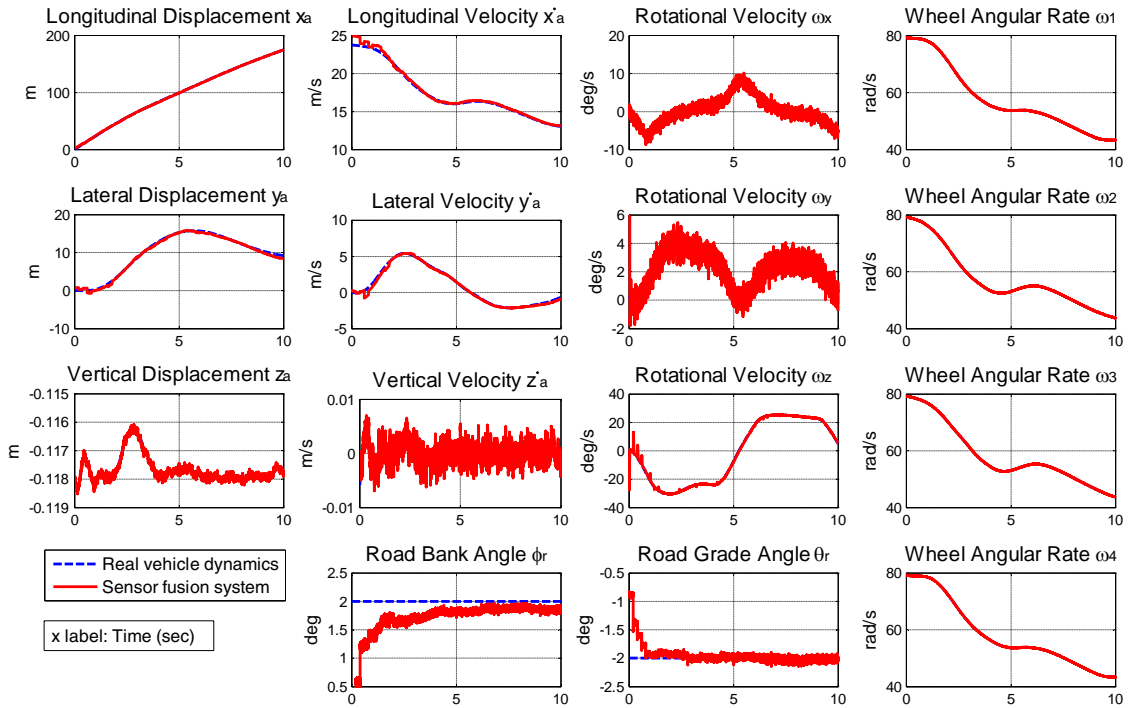 Longitudinal Displacement xa
200
100
0
m
0 5 10
Longitudinal Velocity ẋa
25
20
15
10
m/s
0 5 10
Rotational Velocity ωx
20
10
0
-10
deg/s
0 5 10
Wheel Angular Rate ω1
80
60
40
rad/s
0 5 10
Lateral Displacement ya
20
10
0
-10
m
0 5 10
Lateral Velocity ẏa
10
5
0
-5
m/s
0 5 10
Rotational Velocity ωy
6
4
2
0
-2
deg/s
0 5 10
Wheel Angular Rate ω2
80
60
40
rad/s
0 5 10
Vertical Displacement za
-0.115
-0.116
-0.117
-0.118
-0.119
m
0 5 10
Vertical Velocity ża
0.01
0
-0.01
m/s
0 5 10
Rotational Velocity ωz
40
20
0
-20
-40
deg/s
0 5 10
Wheel Angular Rate ω3
80
60
40
rad/s
0 5 10
Real vehicle dynamics
Sensor fusion system
x label: Time (sec)
Road Bank Angle ϕr
2.5
2
1.5
1
0.5
deg
0 5 10
Road Grade Angle θr
-0.5
-1
-1.5
-2
-2.5
deg
0 5 10
Wheel Angular Rate ω4
80
60
40
rad/s
0 5 10